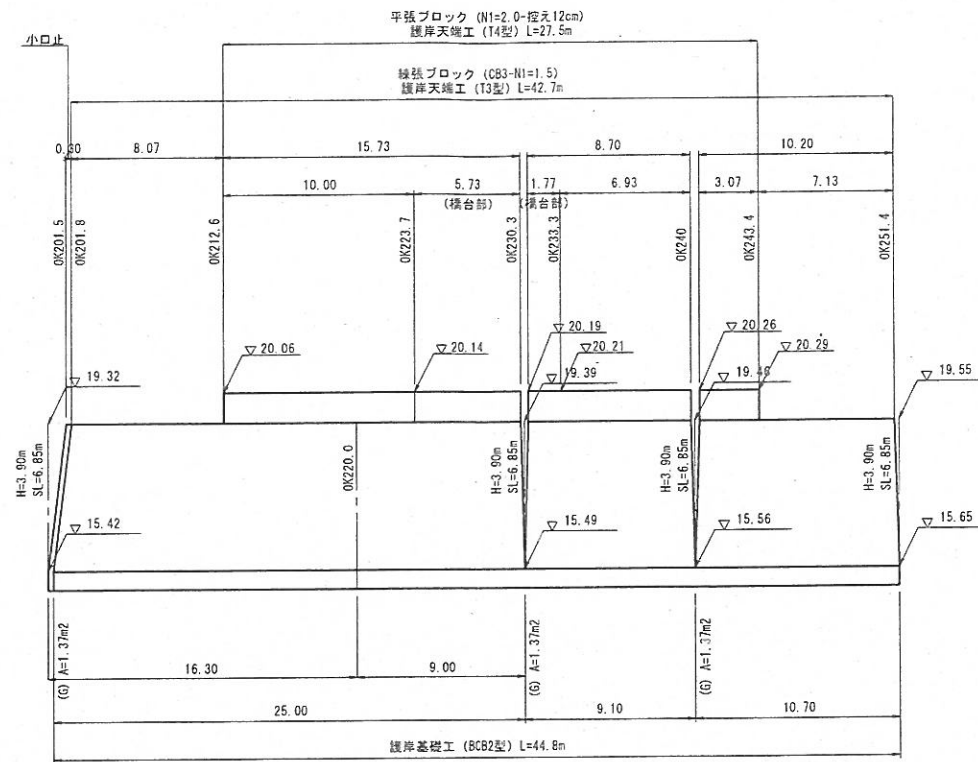 平張ブロック (N1=2.0-控え12cm)
護岸天端工 (T4型) L=27.5m
小口止
練張ブロック (CB3-N1=1.5)
護岸天端工 (T3型) L=42.7m
0.30
8.07
15.73
8.70
10.20
10.00
5.73
1.77
6.93
3.07
7.13
(橋台部)
(橋台部)
OK201.5
OK201.8
OK212.6
OK223.7
OK230.3
OK233.3
OK240
OK243.4
OK251.4
▽ 20.06
▽ 20.14
▽ 20.19
▽20.21
▽ 20.26
▽ 20.29
▽ 19.32
▽ 19.39
▽ 19.46
▽ 19.55
H=3.90m
SL=6.85m
OK220.0
H=3.90m
SL=6.85m
H=3.90m
SL=6.85m
H=3.90m
SL=6.85m
▽ 15.42
▽ 15.49
▽ 15.56
▽ 15.65
(G) A=1.37m2
(G) A=1.37m2
(G) A=1.37m2
16.30
9.00
25.00
9.10
10.70
護岸基礎工 (BCB2型) L=44.8m